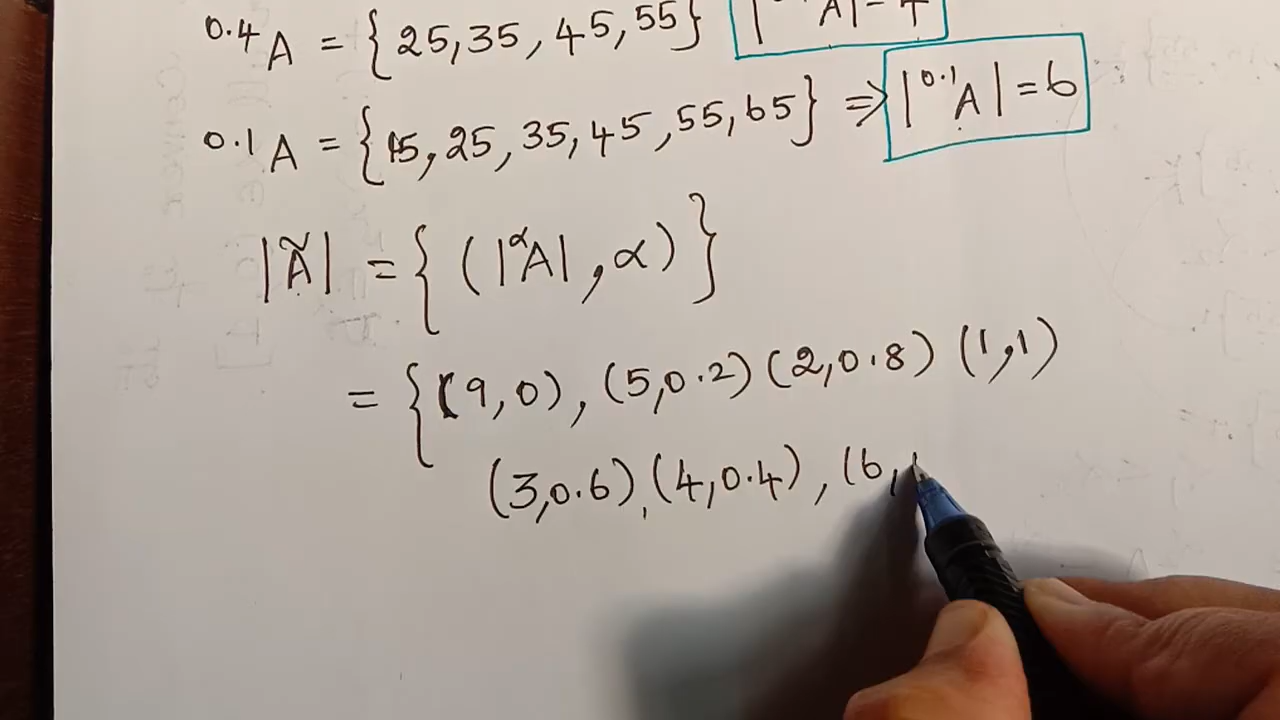 0.4A = {25,35,45,55} |A| = 4
0.1A = {15,25,35,45,55,65} ⇒ |0.1A| = 6
|Ã| = {(|αA|,α)}
= {(9,0), (5,0.2) (2,0.8) (1,1)
(3,0.6), (4,0.4), (6,